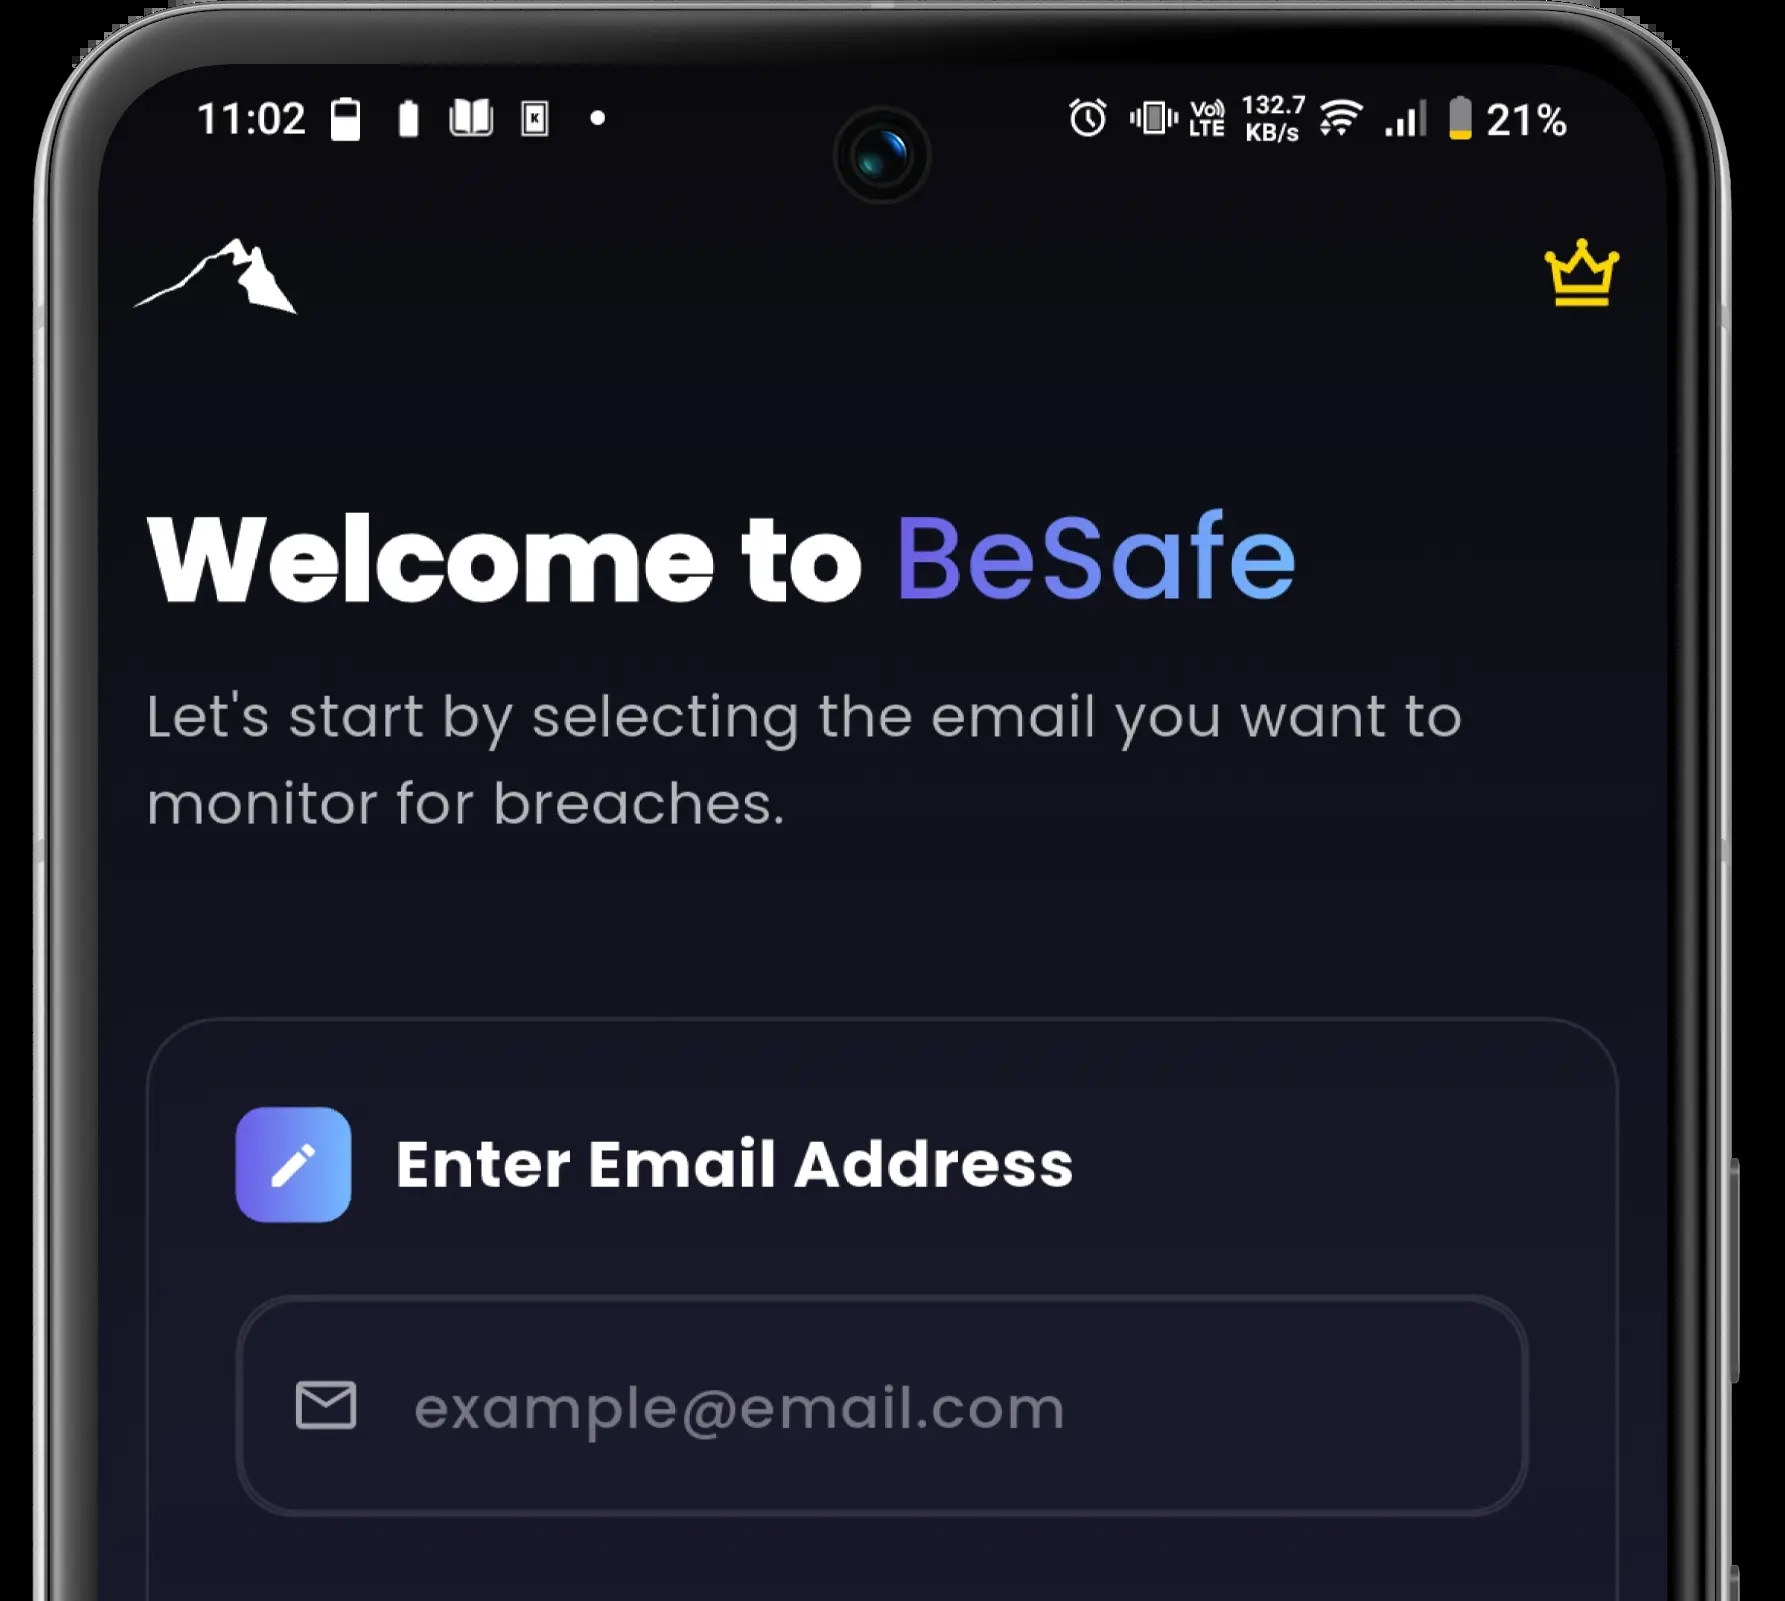 11:02 K Vo) LTE 132.7 KB/s 21%
Welcome to BeSafe
Let's start by selecting the email you want to
monitor for breaches.
Enter Email Address
example@email.com